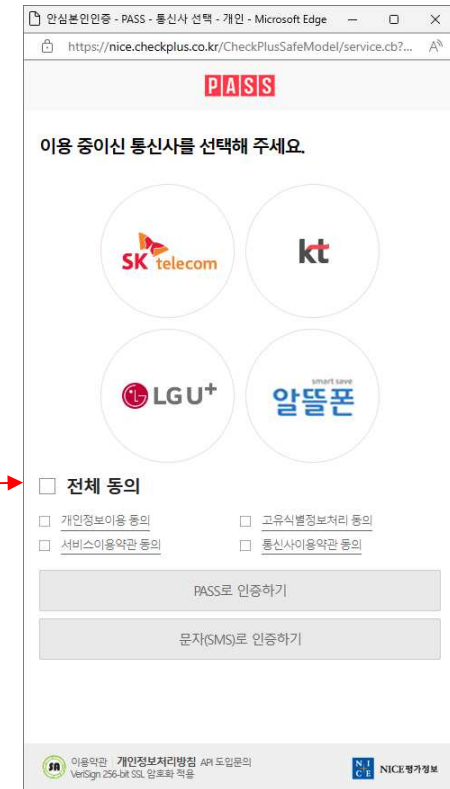 안심본인인증 - PASS - 통신사 선택 - 개인 - Microsoft Edge
https://nice.checkplus.co.kr/CheckPlusSafeModel/service.cb?...
PASS
이용 중이신 통신사를 선택해 주세요.
SK telecom
kt
LG U+
smart save
알뜰폰
전체 동의
개인정보이용 동의 고유식별정보처리 동의
서비스이용약관 동의 통신사이용약관 동의
PASS로 인증하기
문자(SMS)로 인증하기
이용약관 개인정보처리방침 API 도입문의
VeriSign 256-bit SSL 암호화 적용
NICE NICE평가정보